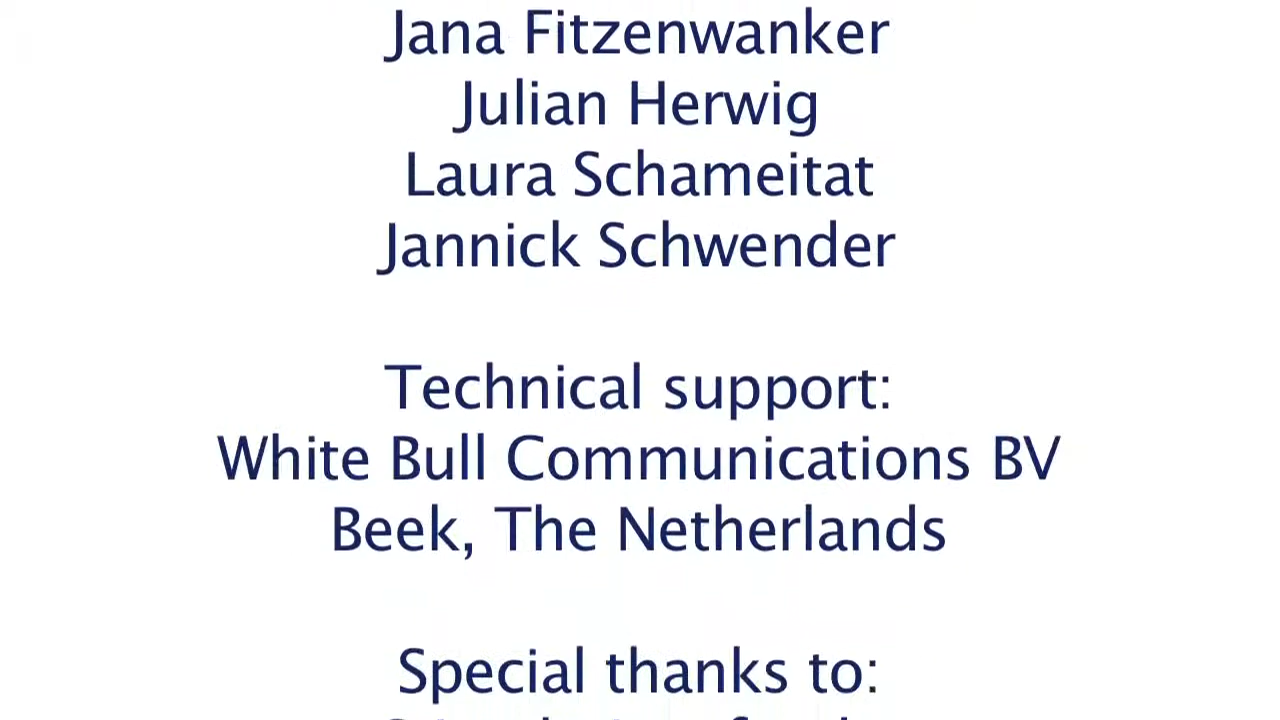 Jana Fitzenwanker
Julian Herwig
Laura Schameitat
Jannick Schwender
Technical support:
White Bull Communications BV
Beek, The Netherlands
Special thanks to: